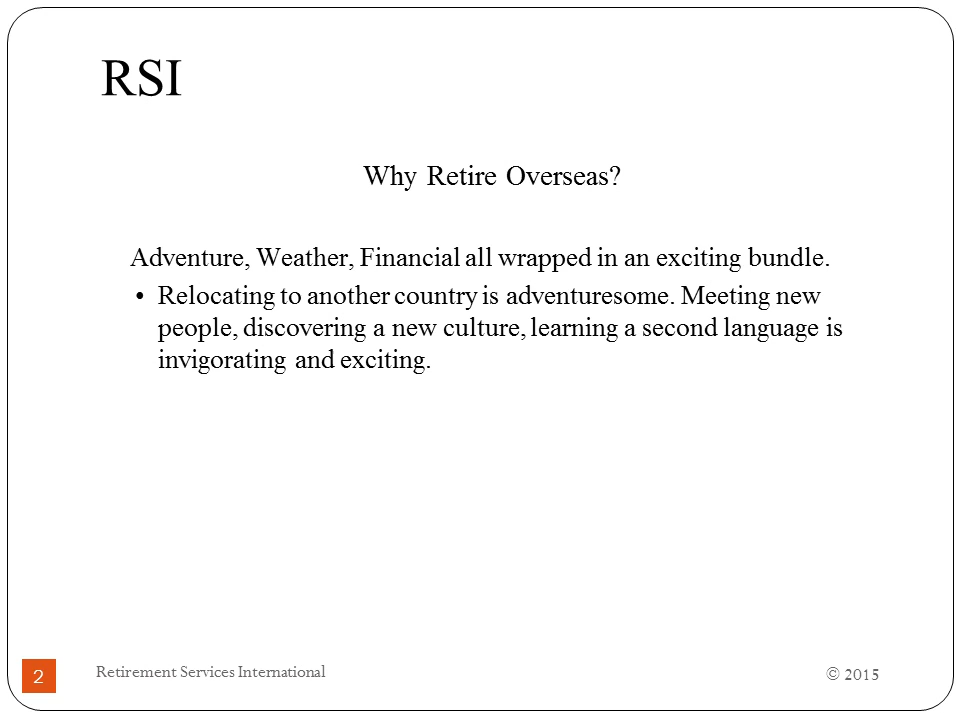 RSI
Why Retire Overseas?
Adventure, Weather, Financial all wrapped in an exciting bundle.
• Relocating to another country is adventuresome. Meeting new
people, discovering a new culture, learning a second language is
invigorating and exciting.
2
Retirement Services International
© 2015